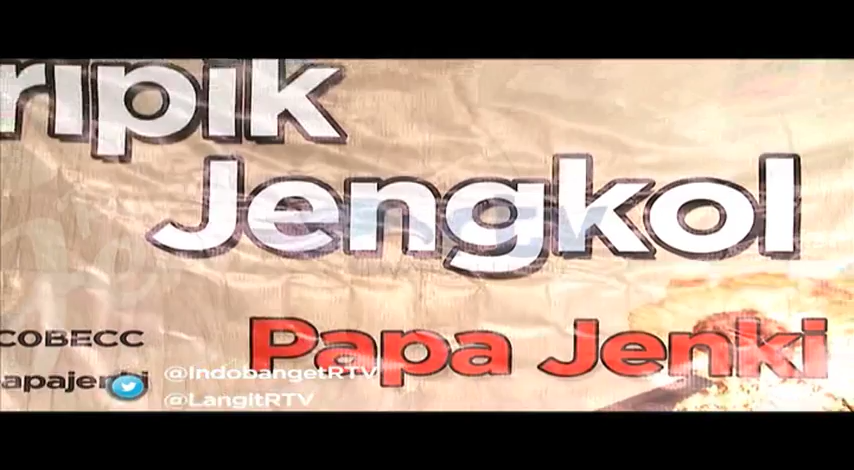 ripik
Jengkol
Papa Jenki
COBECC
apajenki
@IndobangetRTV
@LangitRTV